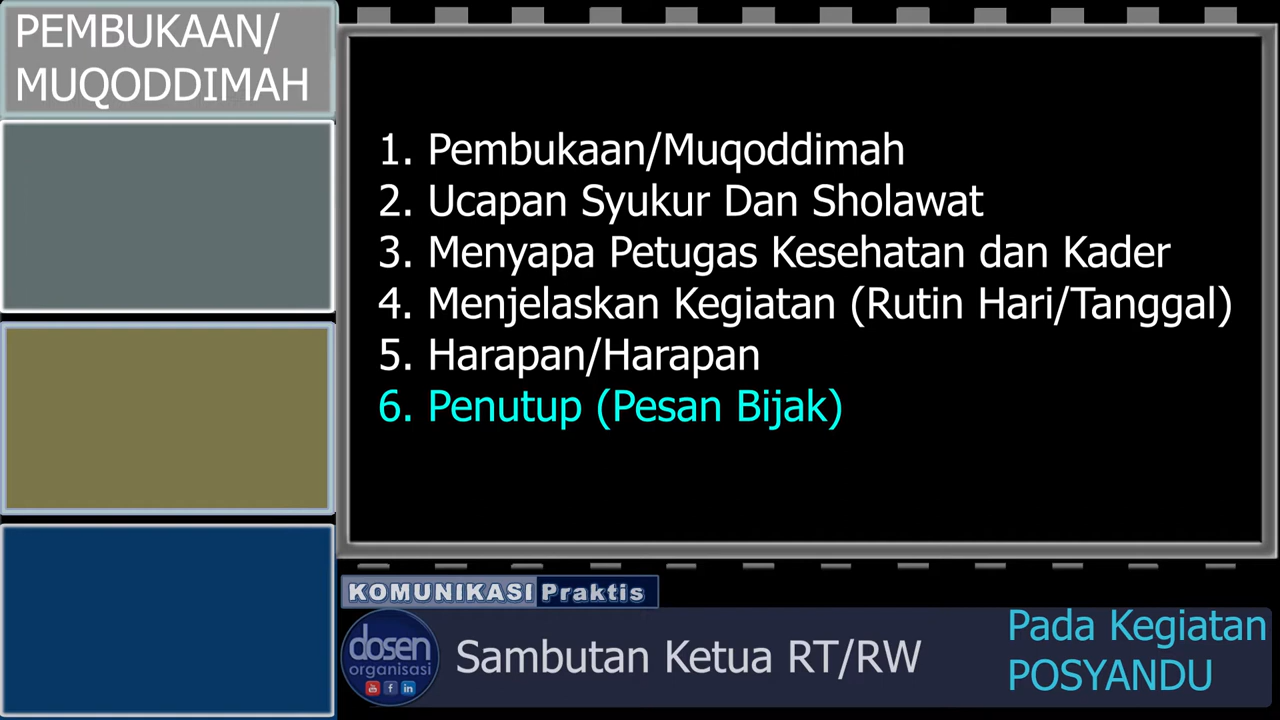 PEMBUKAAN/
MUQODDIMAH
1. Pembukaan/Muqoddimah
2. Ucapan Syukur Dan Sholawat
3. Menyapa Petugas Kesehatan dan Kader
4. Menjelaskan Kegiatan (Rutin Hari/Tanggal)
5. Harapan/Harapan
6. Penutup (Pesan Bijak)
KOMUNIKASI Praktis
dosen
organisasi
Sambutan Ketua RT/RW
Pada Kegiatan
POSYANDU